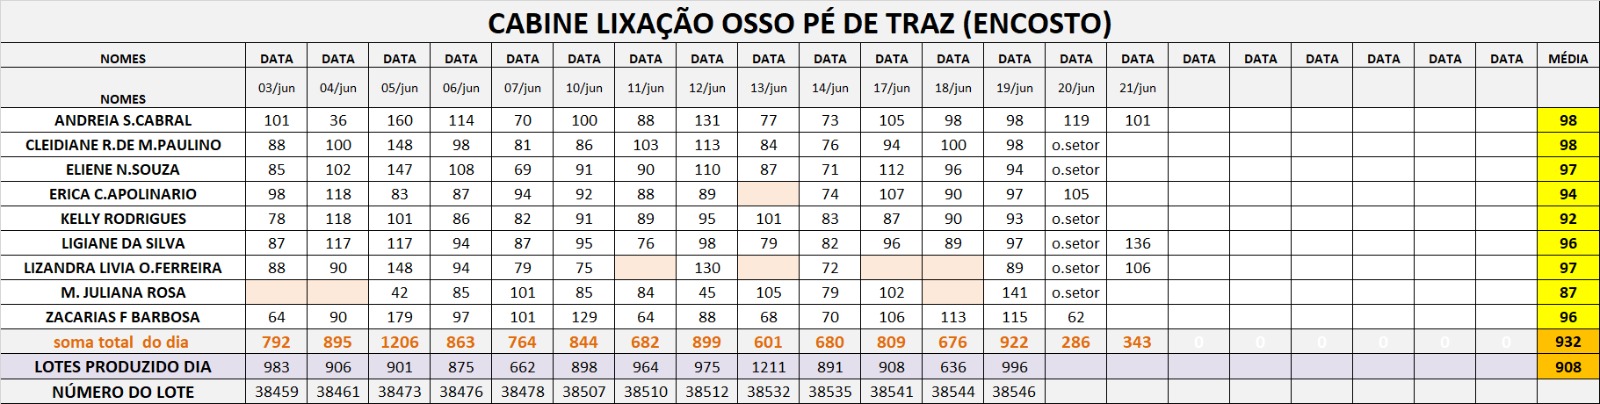 CABINE LIXAÇÃO OSSO PÉ DE TRAZ (ENCOSTO)
NOMES DATA DATA DATA DATA DATA DATA DATA DATA DATA DATA DATA DATA DATA DATA DATA DATA DATA DATA DATA DATA DATA MÉDIA
NOMES 03/jun 04/jun 05/jun 06/jun 07/jun 10/jun 11/jun 12/jun 13/jun 14/jun 17/jun 18/jun 19/jun 20/jun 21/jun
ANDREIA S.CABRAL 101 36 160 114 70 100 88 131 77 73 105 98 98 119 101 98
CLEIDIANE R.DE M.PAULINO 88 100 148 98 81 86 103 113 84 76 94 100 98 o.setor 98
ELIENE N.SOUZA 85 102 147 108 69 91 90 110 87 71 112 96 94 o.setor 97
ERICA C.APOLINARIO 98 118 83 87 94 92 88 89 74 107 90 97 105 94
KELLY RODRIGUES 78 118 101 86 82 91 89 95 101 83 87 90 93 o.setor 92
LIGIANE DA SILVA 87 117 117 94 87 95 76 98 79 82 96 89 97 o.setor 136 96
LIZANDRA LIVIA O.FERREIRA 88 90 148 94 79 75 130 72 89 o.setor 106 97
M. JULIANA ROSA 42 85 101 85 84 45 105 79 102 141 o.setor 87
ZACARIAS F BARBOSA 64 90 179 97 101 129 64 88 68 70 106 113 115 62 96
soma total do dia 792 895 1206 863 764 844 682 899 601 680 809 676 922 286 343 0 0 0 0 0 0 932
LOTES PRODUZIDO DIA 983 906 901 875 662 898 964 975 1211 891 908 636 996 908
NÚMERO DO LOTE 38459 38461 38473 38476 38478 38507 38510 38512 38532 38535 38541 38544 38546